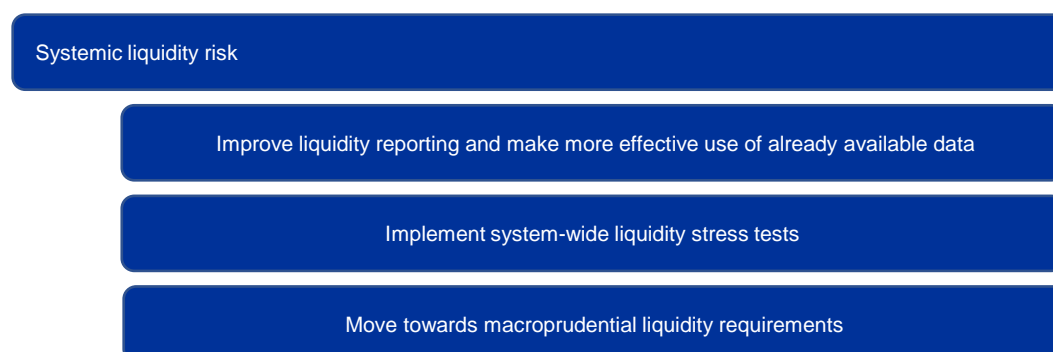 Systemic liquidity risk
Improve liquidity reporting and make more effective use of already available data
Implement system-wide liquidity stress tests
Move towards macroprudential liquidity requirements